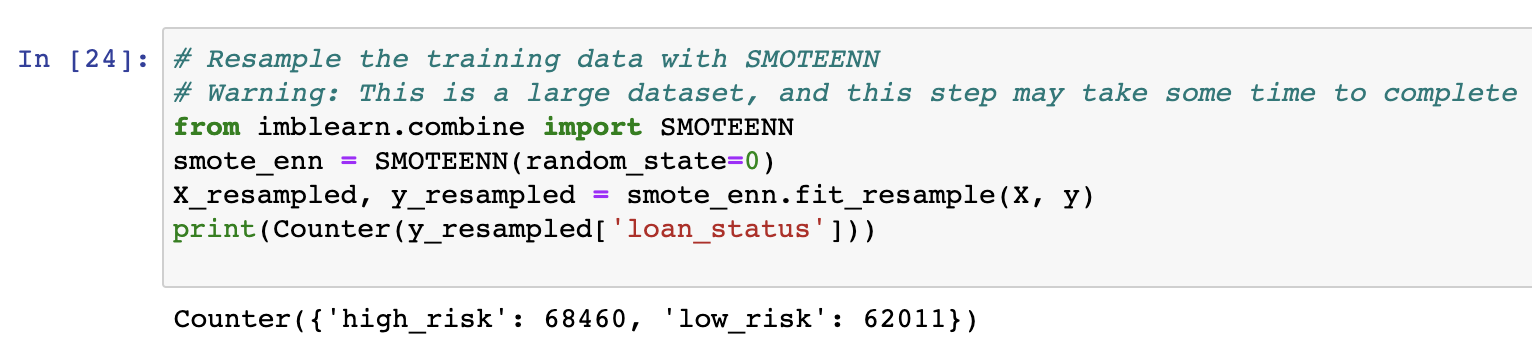 In [24]: # Resample the training data with SMOTEENN
# Warning: This is a large dataset, and this step may take some time to complete
from imblearn.combine import SMOTEENN
smote_enn = SMOTEENN(random_state=0)
X_resampled, y_resampled = smote_enn.fit_resample(X, y)
print(Counter(y_resampled['loan_status']))
Counter({'high_risk': 68460, 'low_risk': 62011})